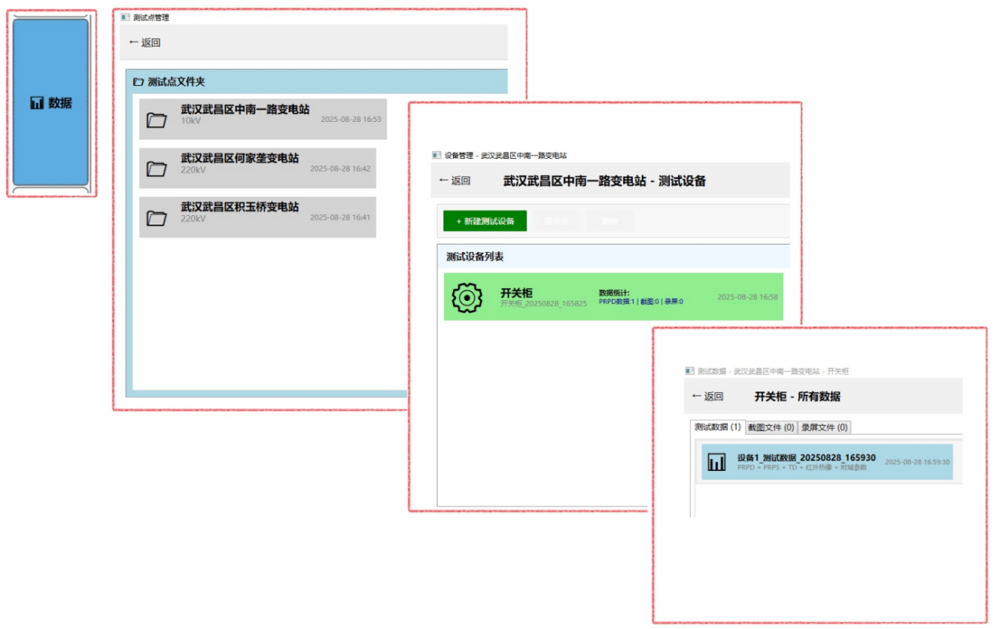 数据
测试点管理
← 返回
测试点文件夹
武汉武昌区中南一路变电站
10kV
2025-08-28 16:53
武汉武昌区何家垄变电站
220kV
2025-08-28 16:42
武汉武昌区积玉桥变电站
220kV
2025-08-28 16:41
设备管理 - 武汉武昌区中南一路变电站
← 返回 武汉武昌区中南一路变电站 - 测试设备
+ 新建测试设备
测试设备列表
开关柜
开关柜_20250828_165825
数据统计:
PRPD数据:1 | 截图:0 | 录屏:0
2025-08-28 16:58
测试数据 - 武汉武昌区中南一路变电站 - 开关柜
← 返回 开关柜 - 所有数据
测试数据 (1) 截图文件 (0) 录屏文件 (0)
设备1_测试数据_20250828_165930
PRPD + PRPS + TD + 红外热像 + 时域参数
2025-08-28 16:59:30